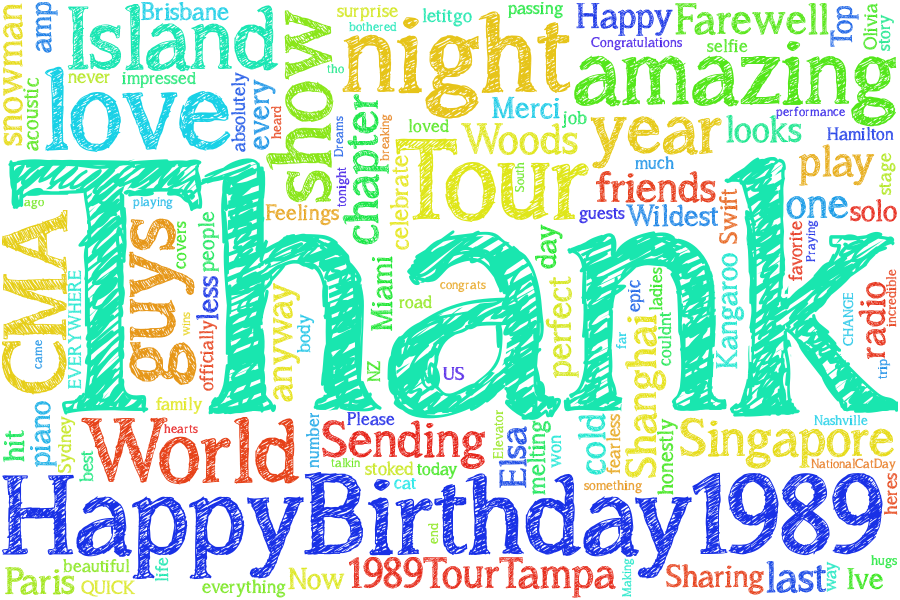 snowman
acoustic
amp
Island
Brisbane
surprise
bothered
letitgo
passing
Happy
Congratulations
Farewell
selfie
Top
Olivia
story
never
impressed
love
absolutely
every
heard
show
tho
night
amazing
performance
Hamilton
Merci
job
loved
Woods
year
looks
chapter
Dreams
tonight
breaking
celebrate
Tour
South
much
play
stage
friends
guests
Wildest
Swift
one
solo
favorite
Praying
ago
playing
Feelings
Thank
CMA
came
EVERYWHERE
guys
wins
covers
people
officially
less
anyway
body
Miami
NZ
road
congrats
US
day
perfect
epic
far
ladies
couldnt
Shanghai
Kangaroo
CHANGE
radio
incredible
trip
family
hit
piano
Sydney
best
World
hearts
number
Please
Sending
talkin
stoked
today
cat
Elevator
Elsa
melting
won
cold
fearless
something
honestly
Singapore
Nashville
NationalCatDay
heres
HappyBirthday1989
end
Paris
beautiful
QUICK
life
everything
Now
1989TourTampa
Making
Sharing
last
way
Ive
hugs